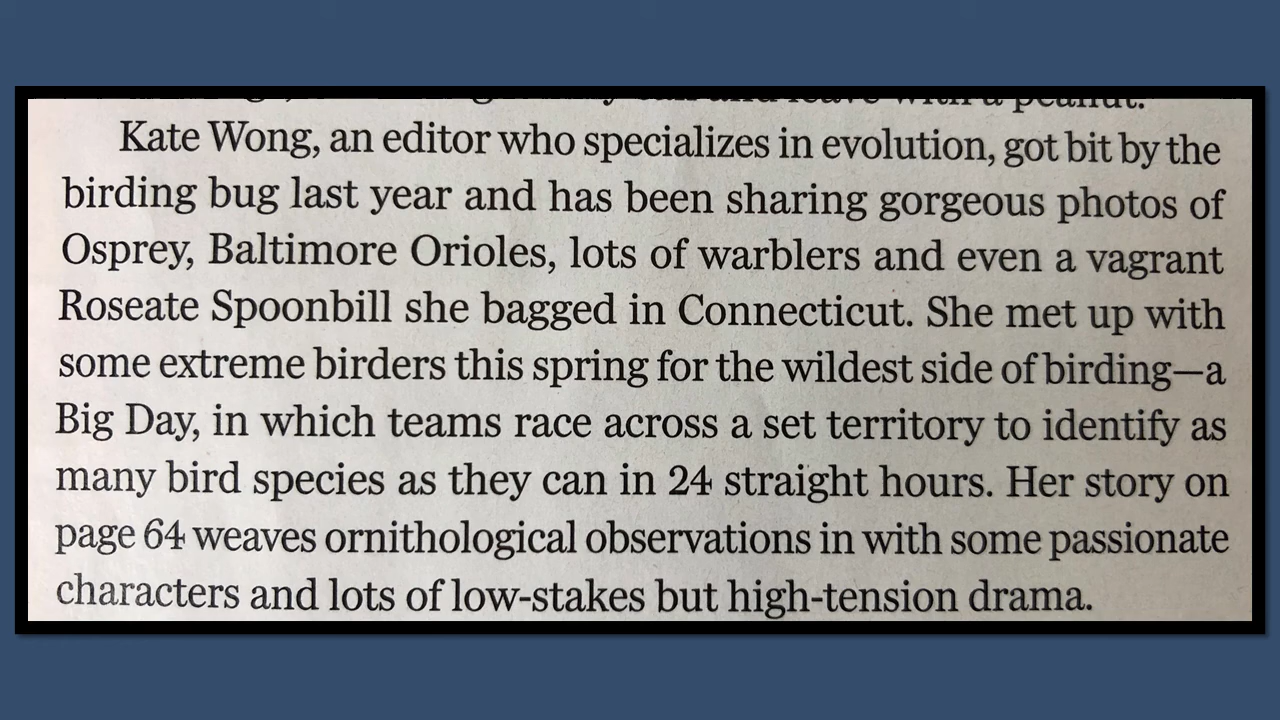 and leave with a peanut.
Kate Wong, an editor who specializes in evolution, got bit by the
birding bug last year and has been sharing gorgeous photos of
Osprey, Baltimore Orioles, lots of warblers and even a vagrant
Roseate Spoonbill she bagged in Connecticut. She met up with
some extreme birders this spring for the wildest side of birding—a
Big Day, in which teams race across a set territory to identify as
many bird species as they can in 24 straight hours. Her story on
page 64 weaves ornithological observations in with some passionate
characters and lots of low-stakes but high-tension drama.